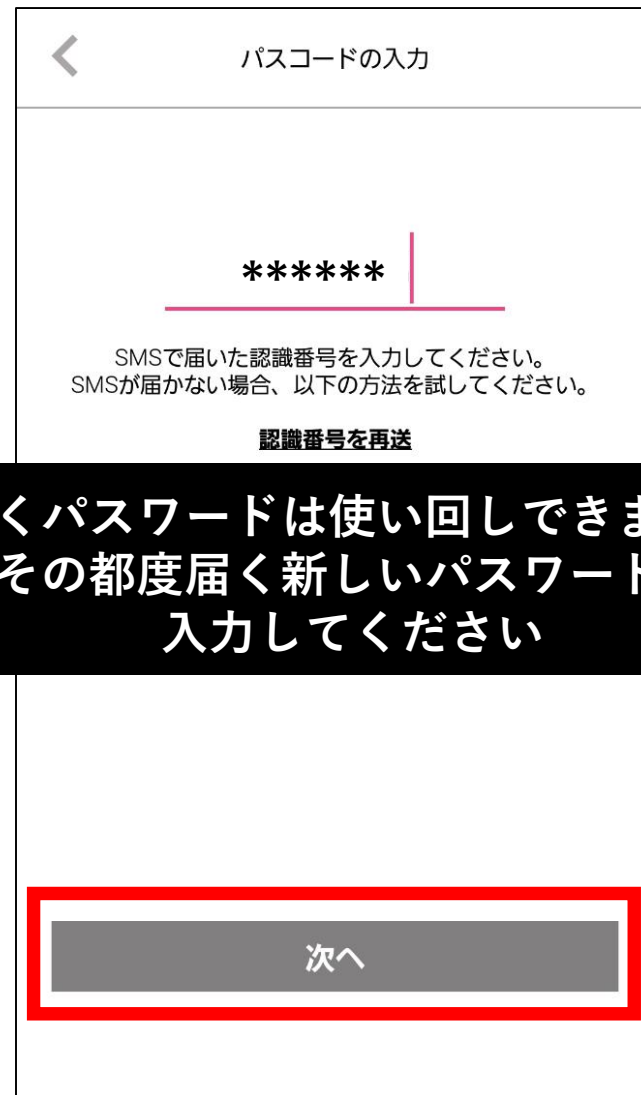 パスコードの入力
******
SMSで届いた認識番号を入力してください。
SMSが届かない場合、以下の方法を試してください。
認識番号を再送
くパスワードは使い回しできま
その都度届く新しいパスワード
入力してください
次へ